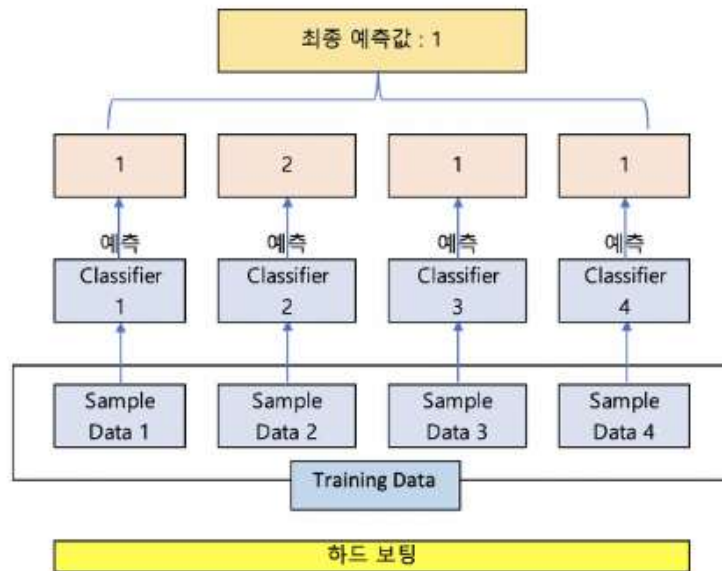 최종 예측값 : 1
1
2
1
1
예측
예측
예측
예측
Classifier
1
Classifier
2
Classifier
3
Classifier
4
Sample
Data 1
Sample
Data 2
Sample
Data 3
Sample
Data 4
Training Data
하드 보팅